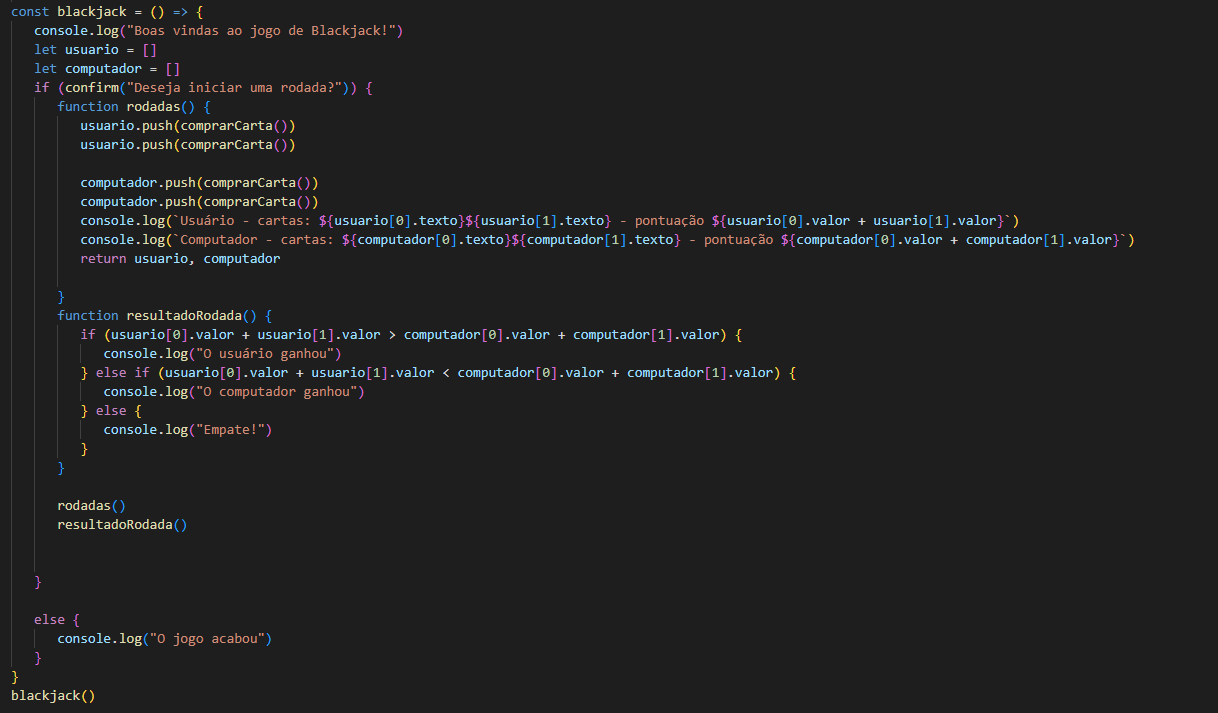 const blackjack = () => {
console.log("Boas vindas ao jogo de Blackjack!")
let usuario = []
let computador = []
if (confirm("Deseja iniciar uma rodada?")) {
function rodadas() {
usuario.push(comprarCarta())
usuario.push(comprarCarta())
computador.push(comprarCarta())
computador.push(comprarCarta())
console.log(`Usuário - cartas: ${usuario[0].texto}${usuario[1].texto} - pontuação ${usuario[0].valor + usuario[1].valor}`)
console.log(`Computador - cartas: ${computador[0].texto}${computador[1].texto} - pontuação ${computador[0].valor + computador[1].valor}`)
return usuario, computador
}
function resultadoRodada() {
if (usuario[0].valor + usuario[1].valor > computador[0].valor + computador[1].valor) {
console.log("O usuário ganhou")
} else if (usuario[0].valor + usuario[1].valor < computador[0].valor + computador[1].valor) {
console.log("O computador ganhou")
} else {
console.log("Empate!")
}
}
rodadas()
resultadoRodada()
}
else {
console.log("O jogo acabou")
}
}
blackjack()